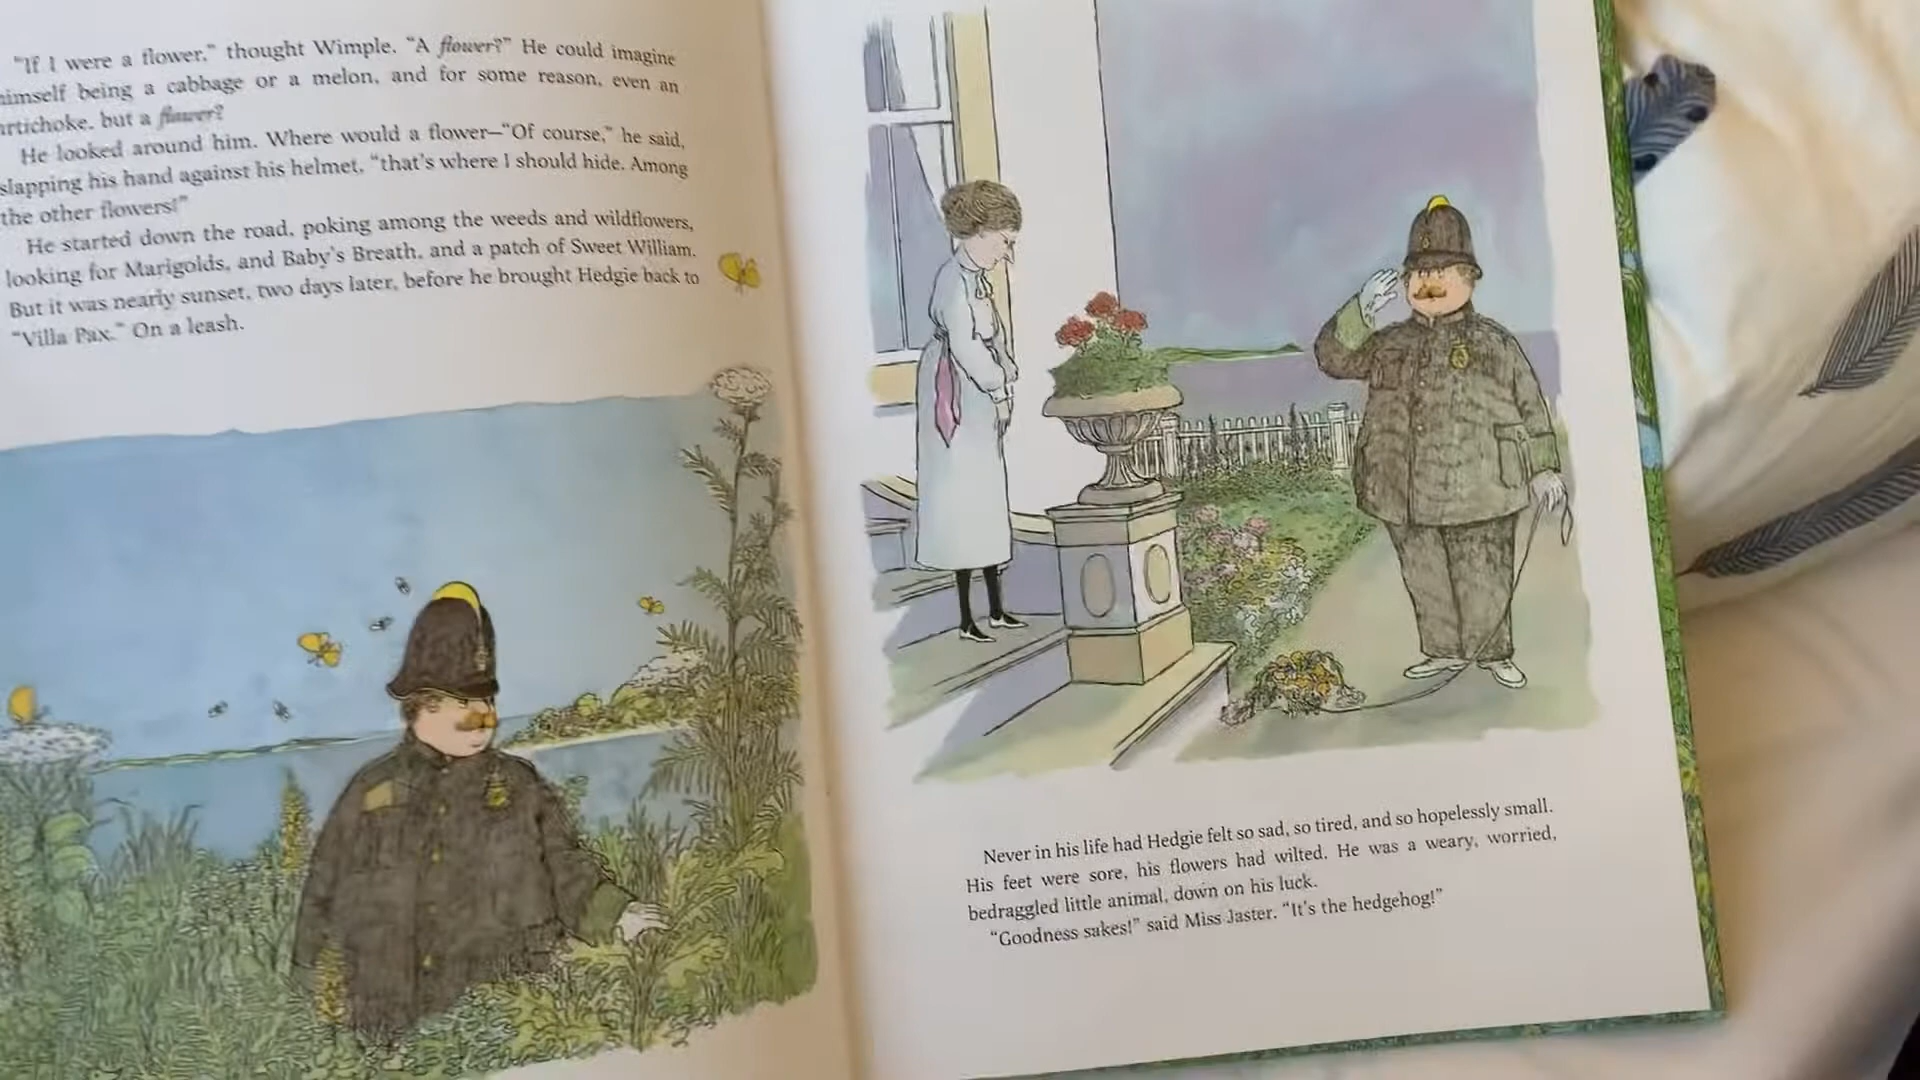 "If I were a flower," thought Wimple. "A flower?" He could imagine
himself being a cabbage or a melon, and for some reason, even an
artichoke, but a flower?
He looked around him. Where would a flower—"Of course," he said,
slapping his hand against his helmet, "that's where I should hide. Among
the other flowers!"
He started down the road, poking among the weeds and wildflowers,
looking for Marigolds, and Baby's Breath, and a patch of Sweet William.
But it was nearly sunset, two days later, before he brought Hedgie back to
"Villa Pax." On a leash.
Never in his life had Hedgie felt so sad, so tired, and so hopelessly small.
His feet were sore, his flowers had wilted. He was a weary, worried,
bedraggled little animal, down on his luck.
"Goodness sakes!" said Miss Jaster. "It's the hedgehog!"